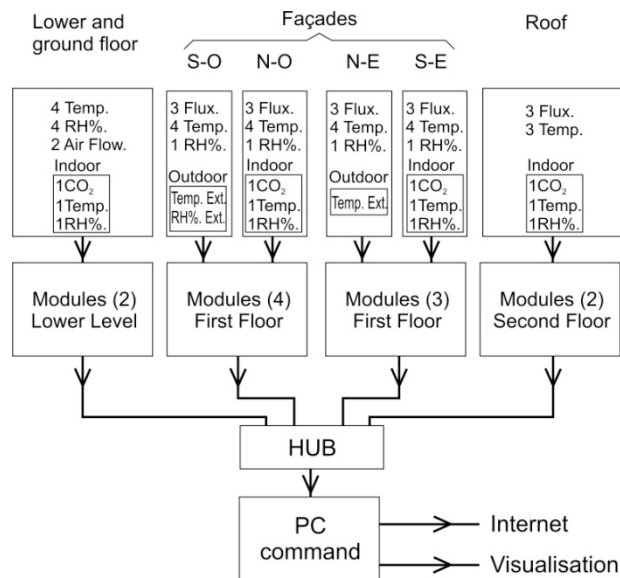 Lower and
ground floor
Façades
Roof
S-O
N-O
N-E
S-E
4 Temp.
4 RH%.
2 Air Flow.
Indoor
1CO₂
1Temp.
1RH%.
3 Flux.
4 Temp.
1 RH%.
Outdoor
Temp. Ext.
RH%. Ext.
3 Flux.
4 Temp.
1 RH%.
Indoor
1CO₂
1Temp.
1RH%.
3 Flux.
4 Temp.
1 RH%.
Outdoor
Temp. Ext.
3 Flux.
4 Temp.
1 RH%.
Indoor
1CO₂
1Temp.
1RH%.
3 Flux.
3 Temp.
Indoor
1CO₂
1Temp.
1RH%.
Modules (2)
Lower Level
Modules (4)
First Floor
Modules (3)
First Floor
Modules (2)
Second Floor
HUB
PC
command
Internet
Visualisation